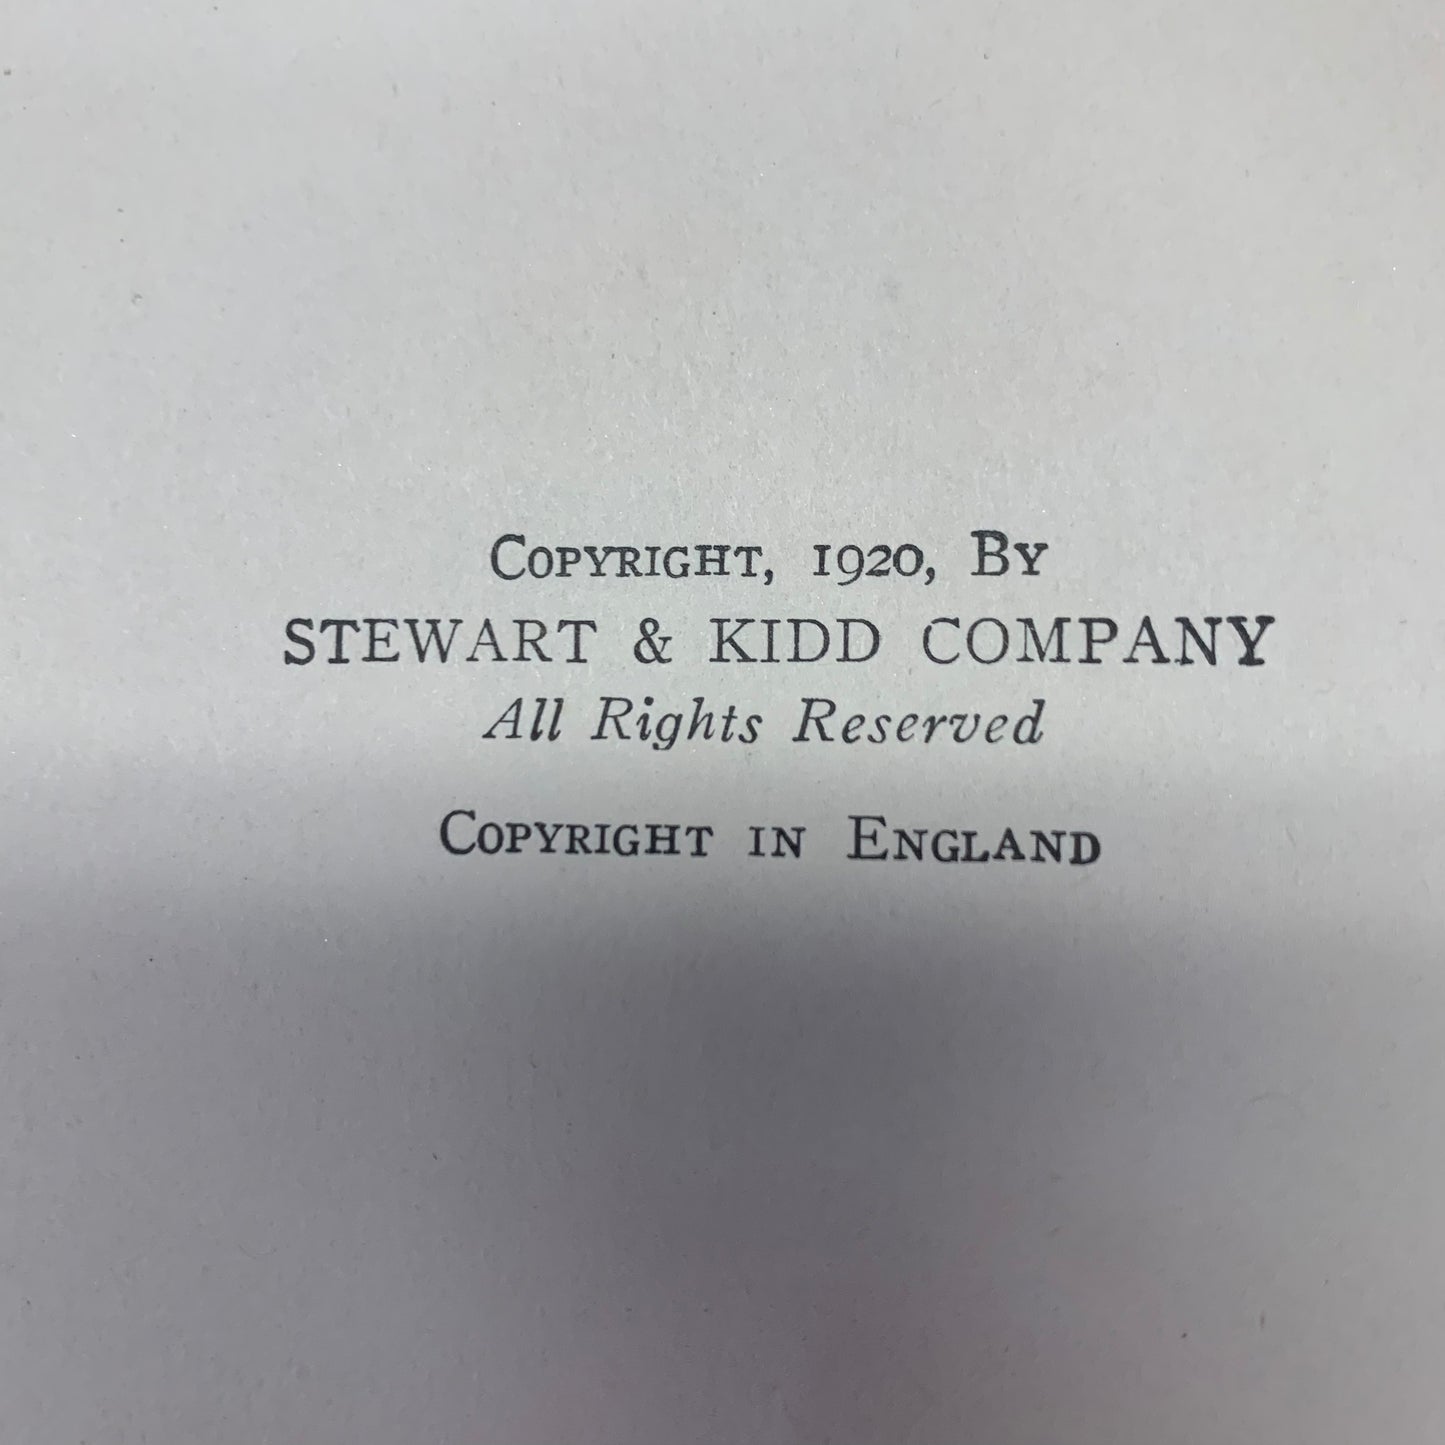 Copyright, 1920, By
STEWART & KIDD COMPANY
All Rights Reserved
Copyright in England